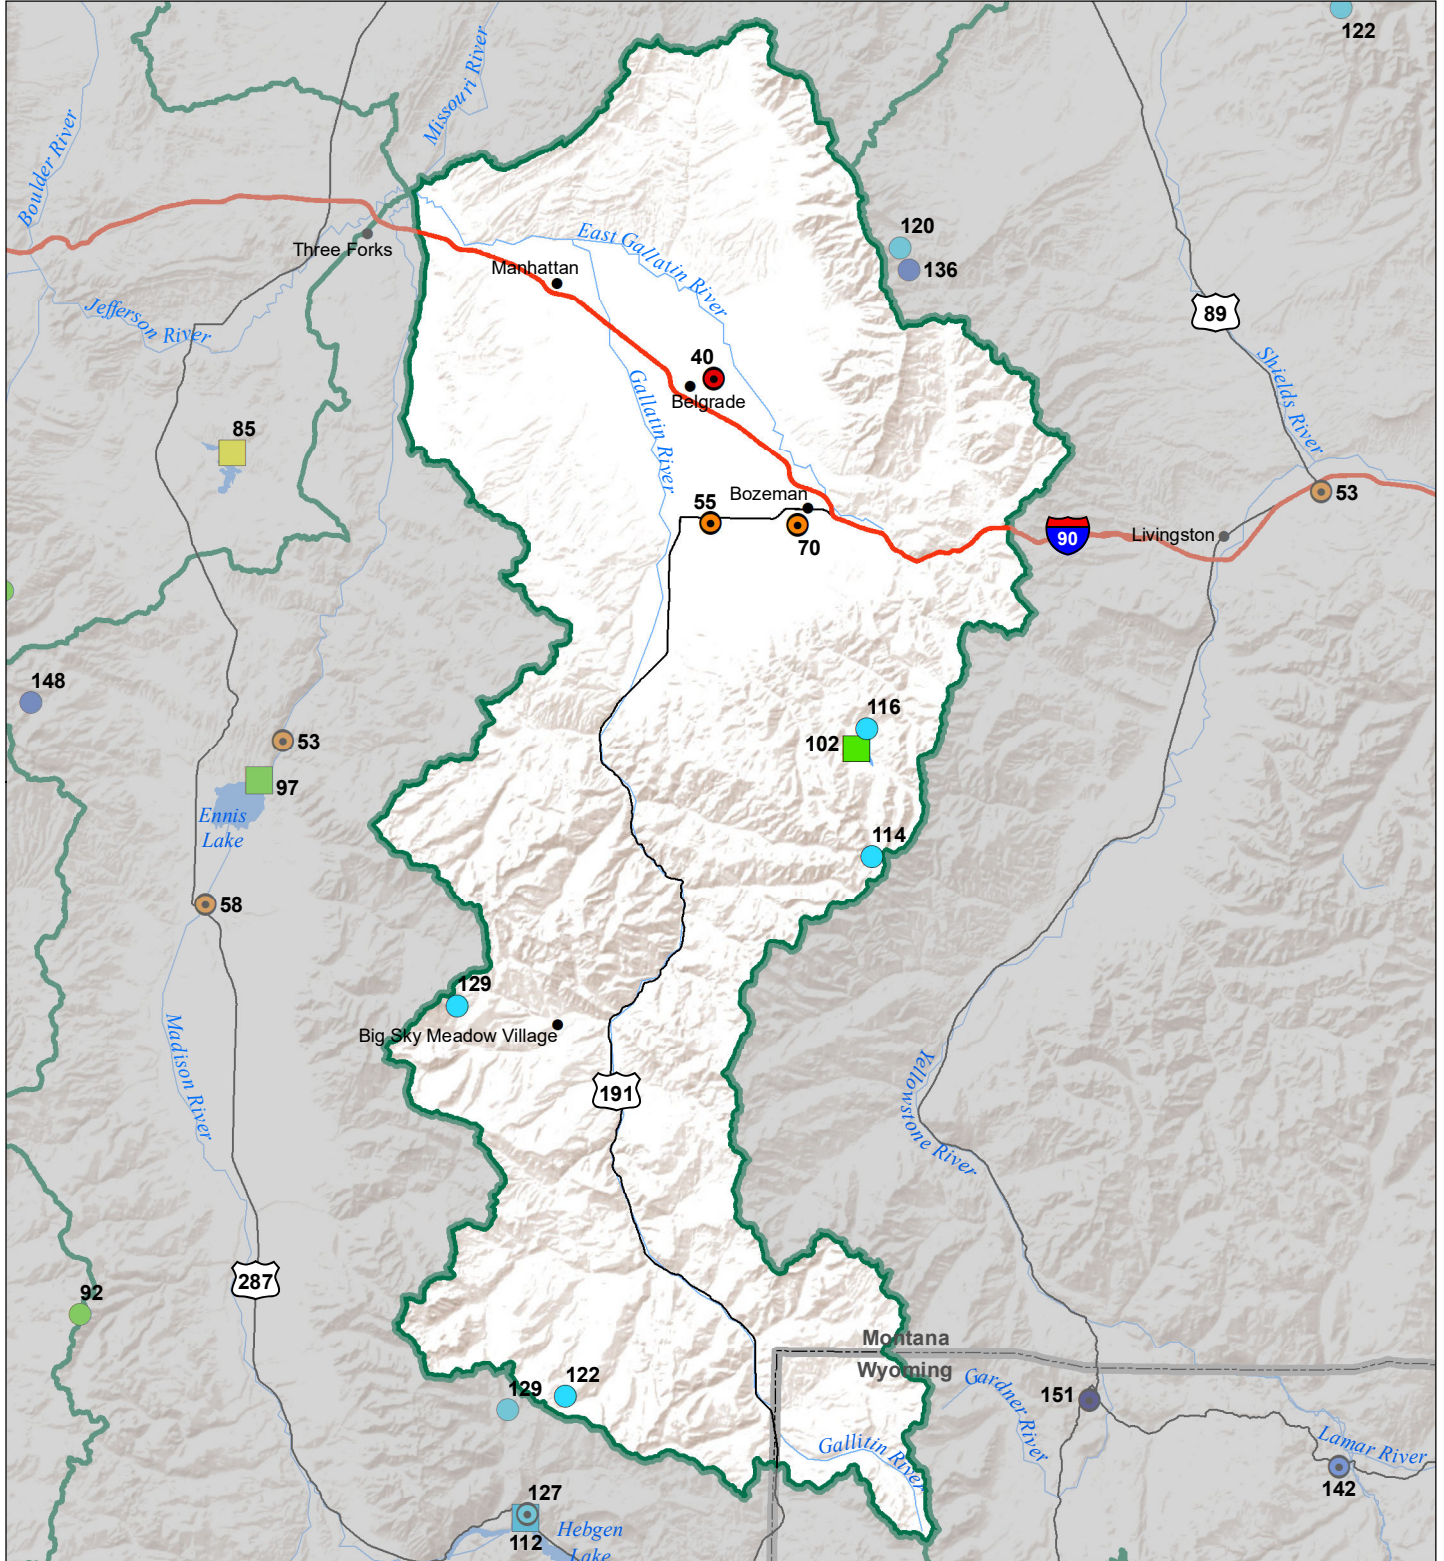 122
Missouri River
Boulder River
120
136
East Gallatin River
Three Forks
Manhattan
89
Jefferson River
Shields River
40
Belgrade
Gallatin River
85
Bozeman
55
70
53
90
Livingston
148
116
102
53
97
Ennis
Lake
114
58
129
Big Sky Meadow Village
Madison River
191
Yellowstone River
287
92
Montana
Wyoming
122
129
151
Gardner River
Gallitin River
Lamar River
142
127
112
Hebgen
Lake